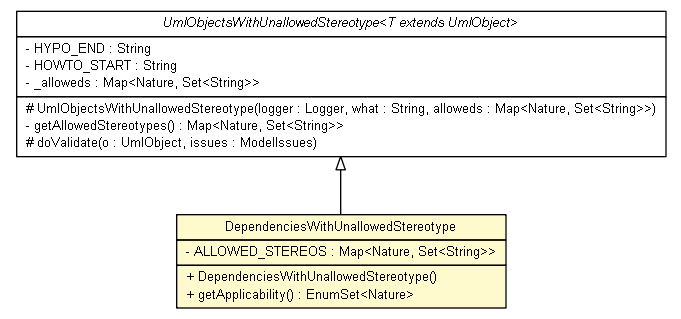 UmlObjectsWithUnallowedStereotype<T extends UmlObject>
- HYPO_END : String
- HOWTO_START : String
- _alloweds : Map<Nature, Set<String>>
# UmlObjectsWithUnallowedStereotype(logger : Logger, what : String, alloweds : Map<Nature, Set<String>>)
- getAllowedStereotypes() : Map<Nature, Set<String>>
# doValidate(o : UmlObject, issues : ModelIssues)
DependenciesWithUnallowedStereotype
- ALLOWED_STEREOS : Map<Nature, Set<String>>
+ DependenciesWithUnallowedStereotype()
+ getApplicability() : EnumSet<Nature>